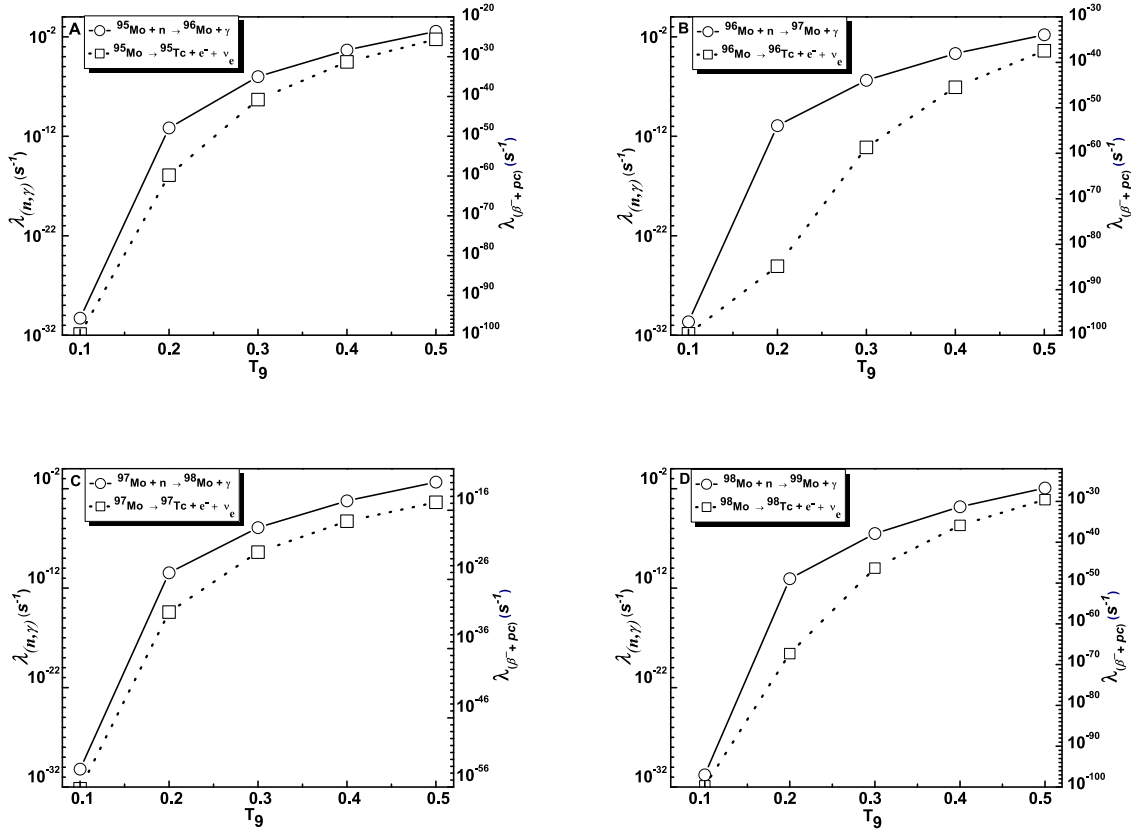 A
⁹⁵Mo + n → ⁹⁶Mo + γ
⁹⁵Mo → ⁹⁵Tc + e⁻ + νₑ
10⁻²
10⁻¹²
10⁻²²
10⁻³²
λ(n,γ) (s⁻¹)
10⁻²⁰
10⁻³⁰
10⁻⁴⁰
10⁻⁵⁰
10⁻⁶⁰
10⁻⁷⁰
10⁻⁸⁰
10⁻⁹⁰
10⁻¹⁰⁰
λ(β⁻ + pc) (s⁻¹)
0.1 0.2 0.3 0.4 0.5
T₉
B
⁹⁶Mo + n → ⁹⁷Mo + γ
⁹⁶Mo → ⁹⁶Tc + e⁻ + νₑ
10⁻²
10⁻¹²
10⁻²²
10⁻³²
λ(n,γ) (s⁻¹)
10⁻³⁰
10⁻⁴⁰
10⁻⁵⁰
10⁻⁶⁰
10⁻⁷⁰
10⁻⁸⁰
10⁻⁹⁰
10⁻¹⁰⁰
λ(β⁻ + pc) (s⁻¹)
0.1 0.2 0.3 0.4 0.5
T₉
C
⁹⁷Mo + n → ⁹⁸Mo + γ
⁹⁷Mo → ⁹⁷Tc + e⁻ + νₑ
10⁻²
10⁻¹²
10⁻²²
10⁻³²
λ(n,γ) (s⁻¹)
10⁻¹⁶
10⁻²⁶
10⁻³⁶
10⁻⁴⁶
10⁻⁵⁶
λ(β⁻ + pc) (s⁻¹)
0.1 0.2 0.3 0.4 0.5
T₉
D
⁹⁸Mo + n → ⁹⁹Mo + γ
⁹⁸Mo → ⁹⁸Tc + e⁻ + νₑ
10⁻²
10⁻¹²
10⁻²²
10⁻³²
λ(n,γ) (s⁻¹)
10⁻³⁰
10⁻⁴⁰
10⁻⁵⁰
10⁻⁶⁰
10⁻⁷⁰
10⁻⁸⁰
10⁻⁹⁰
10⁻¹⁰⁰
λ(β⁻ + pc) (s⁻¹)
0.1 0.2 0.3 0.4 0.5
T₉